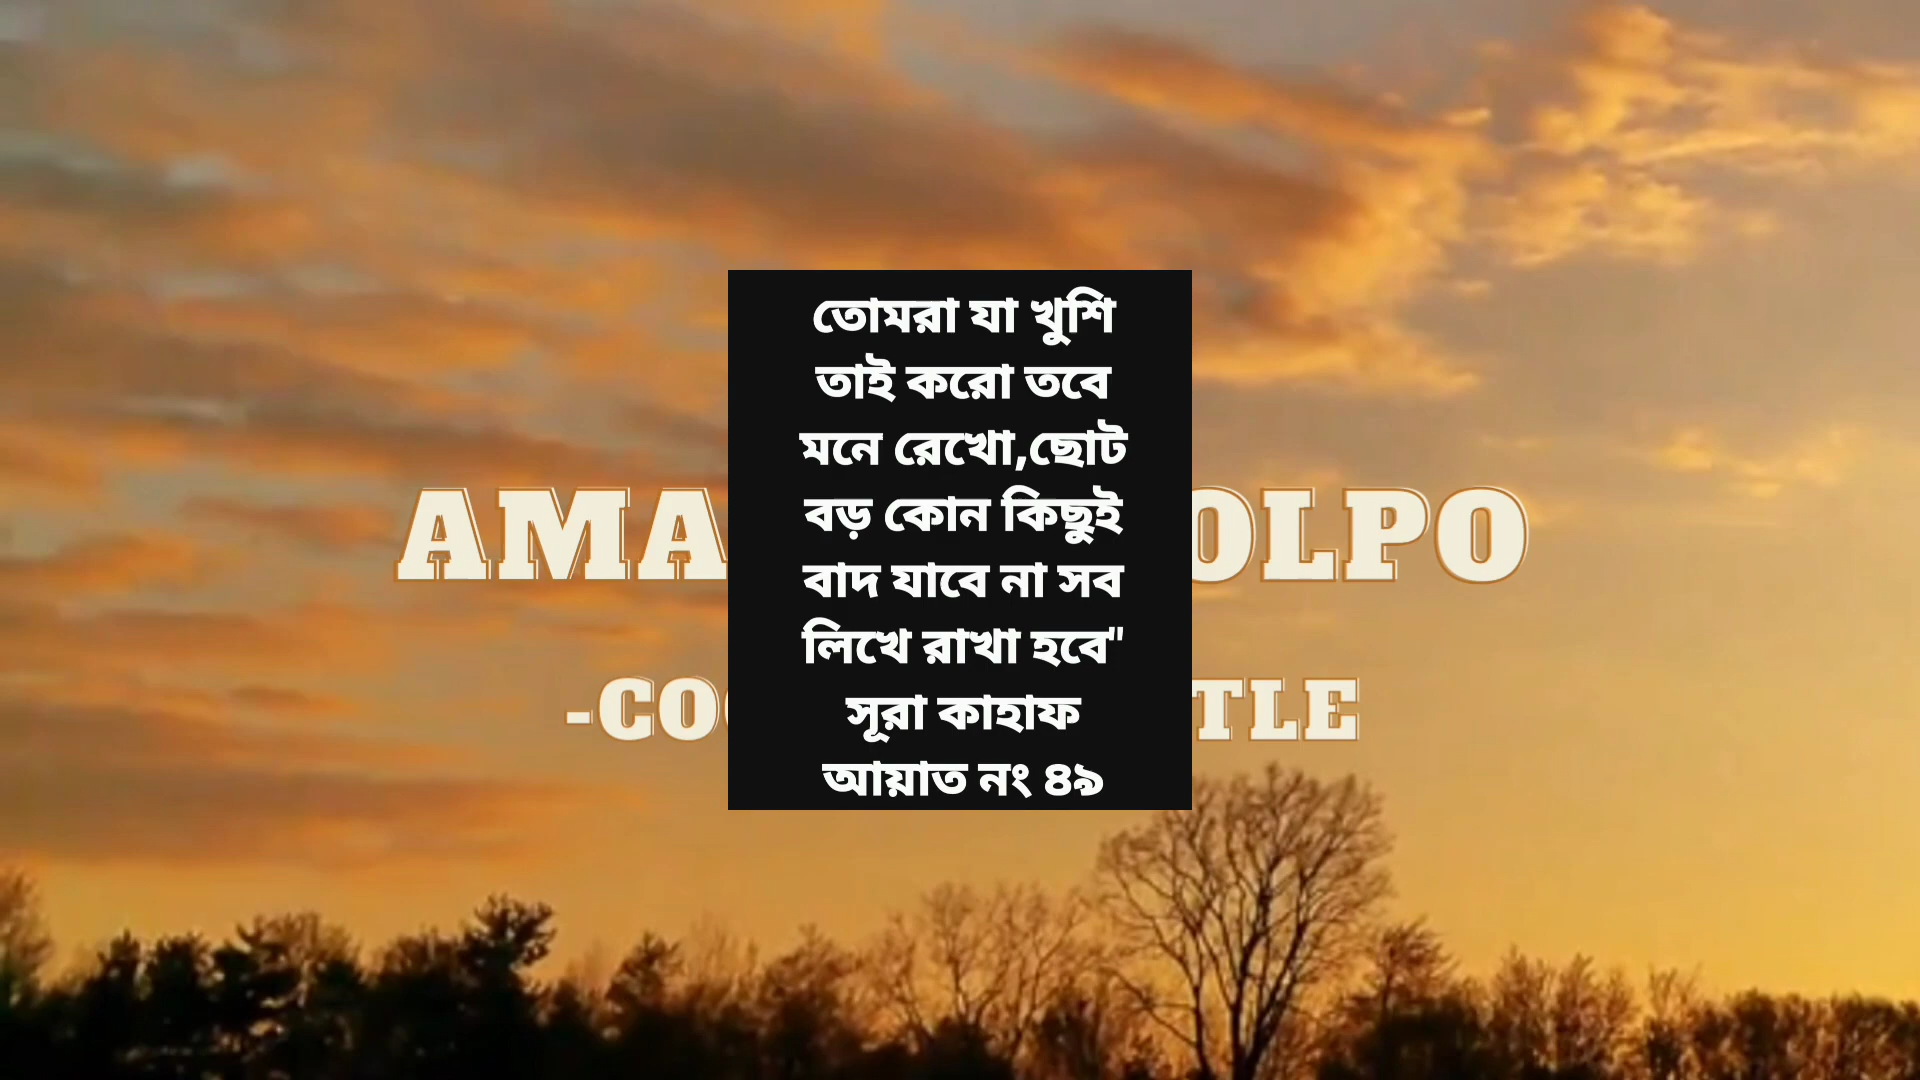 তোমরা যা খুশি
তাই করো তবে
মনে রেখো,ছোট
বড় কোন কিছুই
বাদ যাবে না সব
লিখে রাখা হবে"
সূরা কাহাফ
আয়াত নং ৪৯